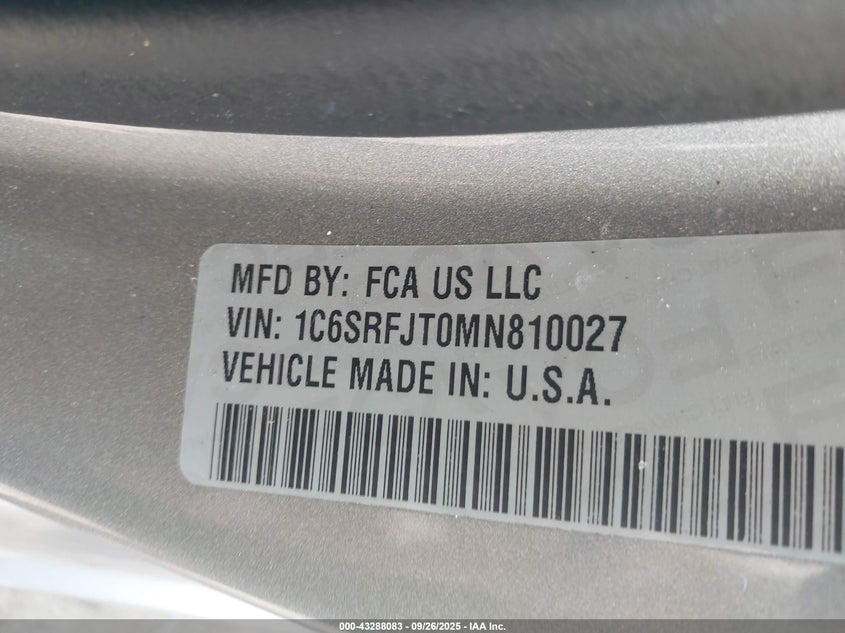 MFD BY: FCA US LLC
VIN: 1C6SRFJT0MN810027
VEHICLE MADE IN: U.S.A.
000-43288083 - 09/26/2025 - IAA Inc.